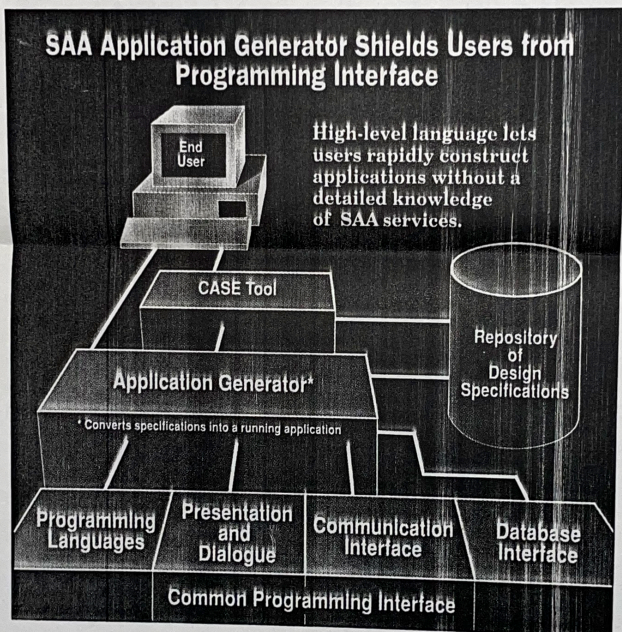 SAA Application Generator Shields Users from
Programming Interface
End
User
High-level language lets
users rapidly construct
applications without a
detailed knowledge
of SAA services.
CASE Tool
Repository
of
Design
Specifications
Application Generator*
* Converts specifications into a running application
Programming
Languages
Presentation
and
Dialogue
Communication
Interface
Database
Interface
Common Programming Interface